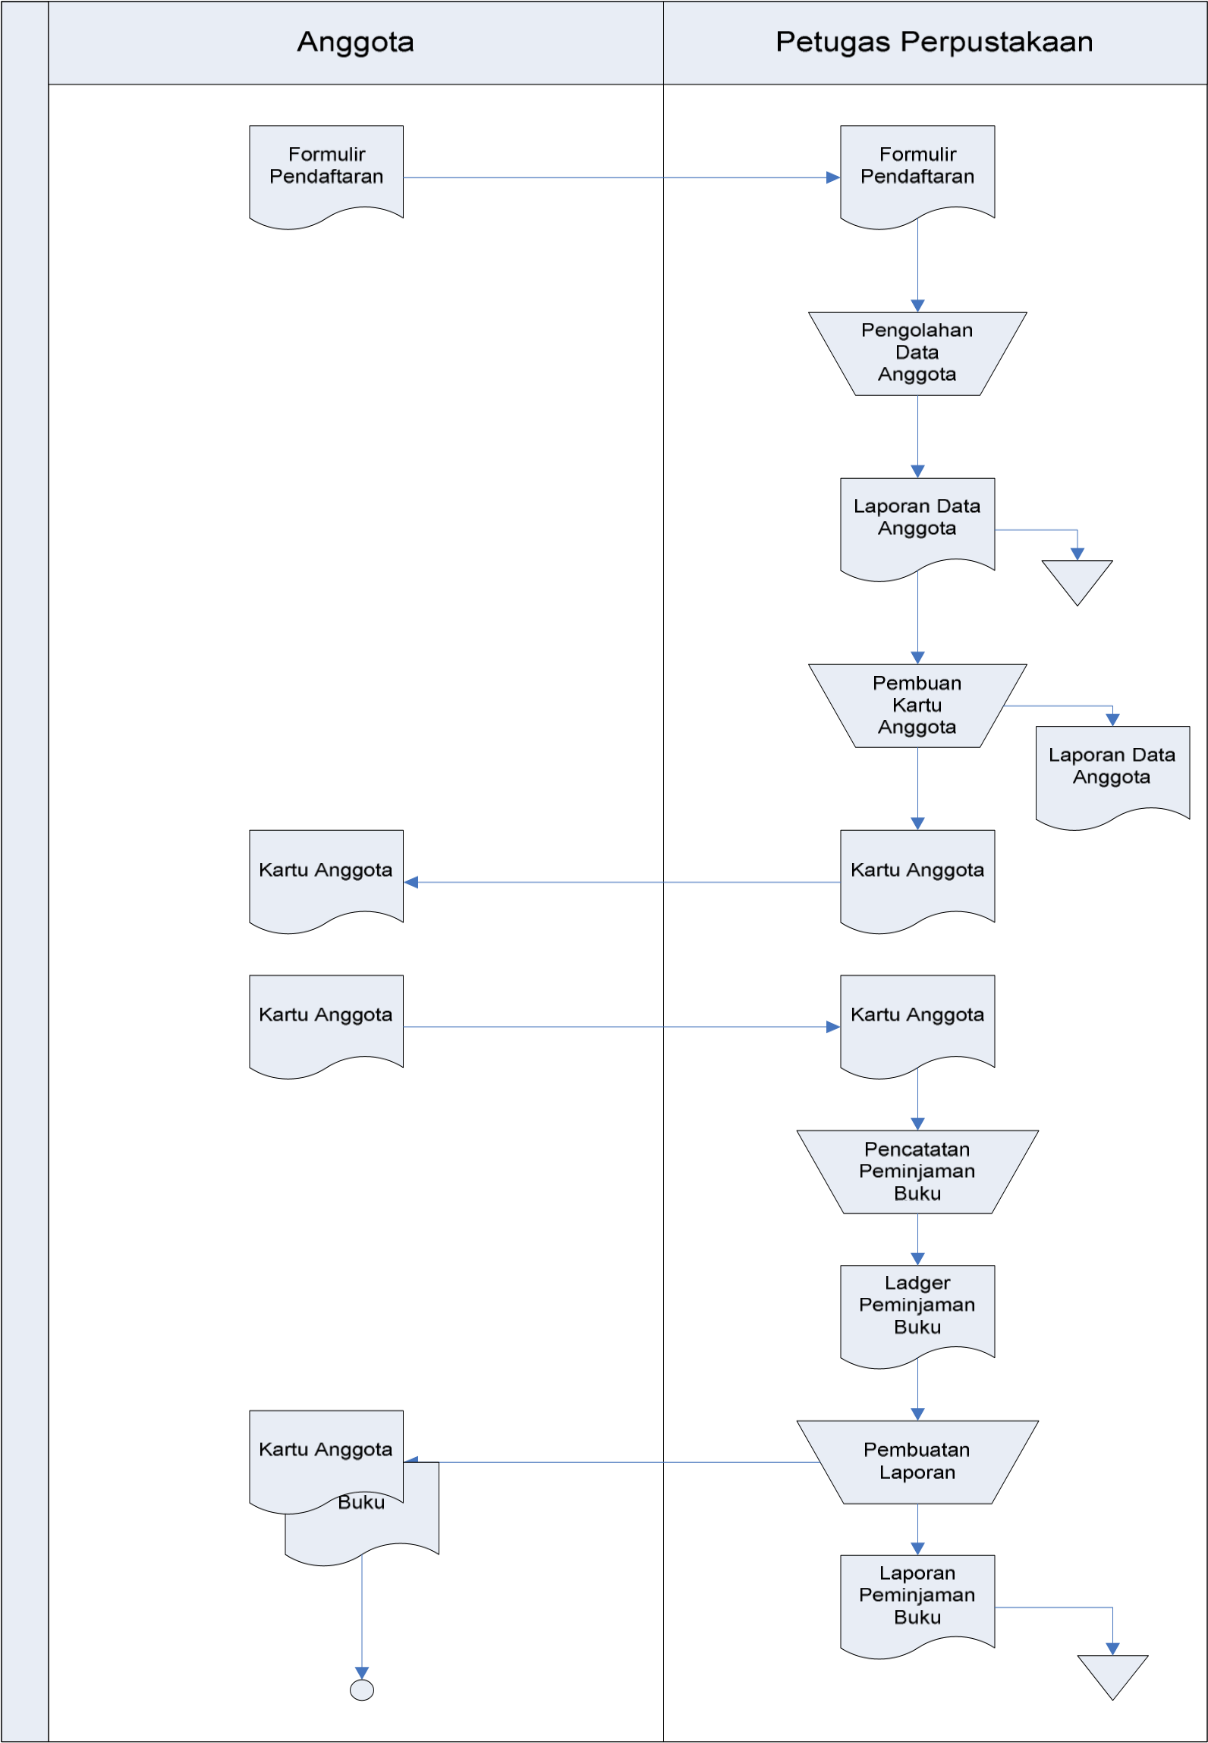 Anggota
Petugas Perpustakaan
Formulir
Pendaftaran
Formulir
Pendaftaran
Pengolahan
Data
Anggota
Laporan Data
Anggota
Pembuan
Kartu
Anggota
Laporan Data
Anggota
Kartu Anggota
Kartu Anggota
Kartu Anggota
Kartu Anggota
Pencatatan
Peminjaman
Buku
Ladger
Peminjaman
Buku
Kartu Anggota
Buku
Pembuatan
Laporan
Laporan
Peminjaman
Buku